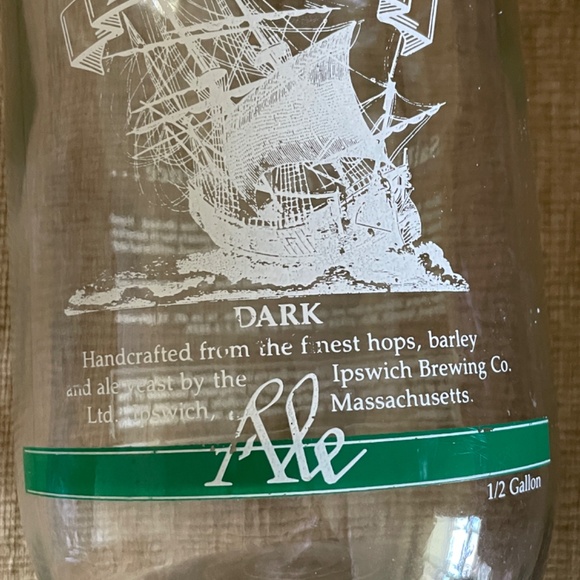 DARK
Handcrafted from the finest hops, barley
and ale yeast by the Ipswich Brewing Co.
Ltd. Ipswich, Massachusetts.
Ale
1/2 Gallon